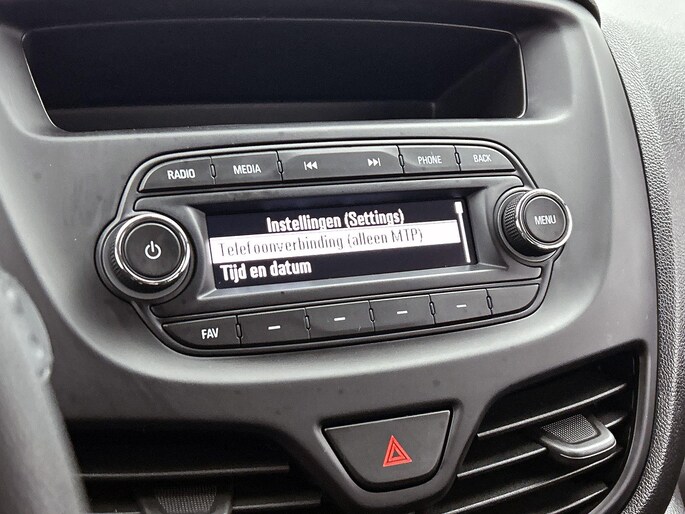 RADIO MEDIA PHONE BACK
Instellingen (Settings)
Telefoonverbinding (alleen MTP)
Tijd en datum
MENU
FAV